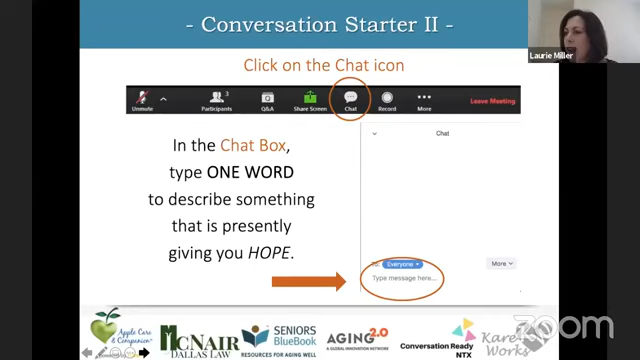 - Conversation Starter II -
Laurie Miller
Click on the Chat icon
3
Unmute
Participants
Q&A
Share Screen
Chat
Record
More
Leave Meeting
In the Chat Box,
type ONE WORD
to describe something
that is presently
giving you HOPE.
Chat
To: Everyone
More
Type message here...
Apple Care
& Companion
McNAIR
DALLAS LAW
SENIORS
BlueBook
RESOURCES FOR AGING WELL
AGING2.0
A GLOBAL INNOVATION NETWORK
Conversation Ready
NTX
Karen
Works
zoom